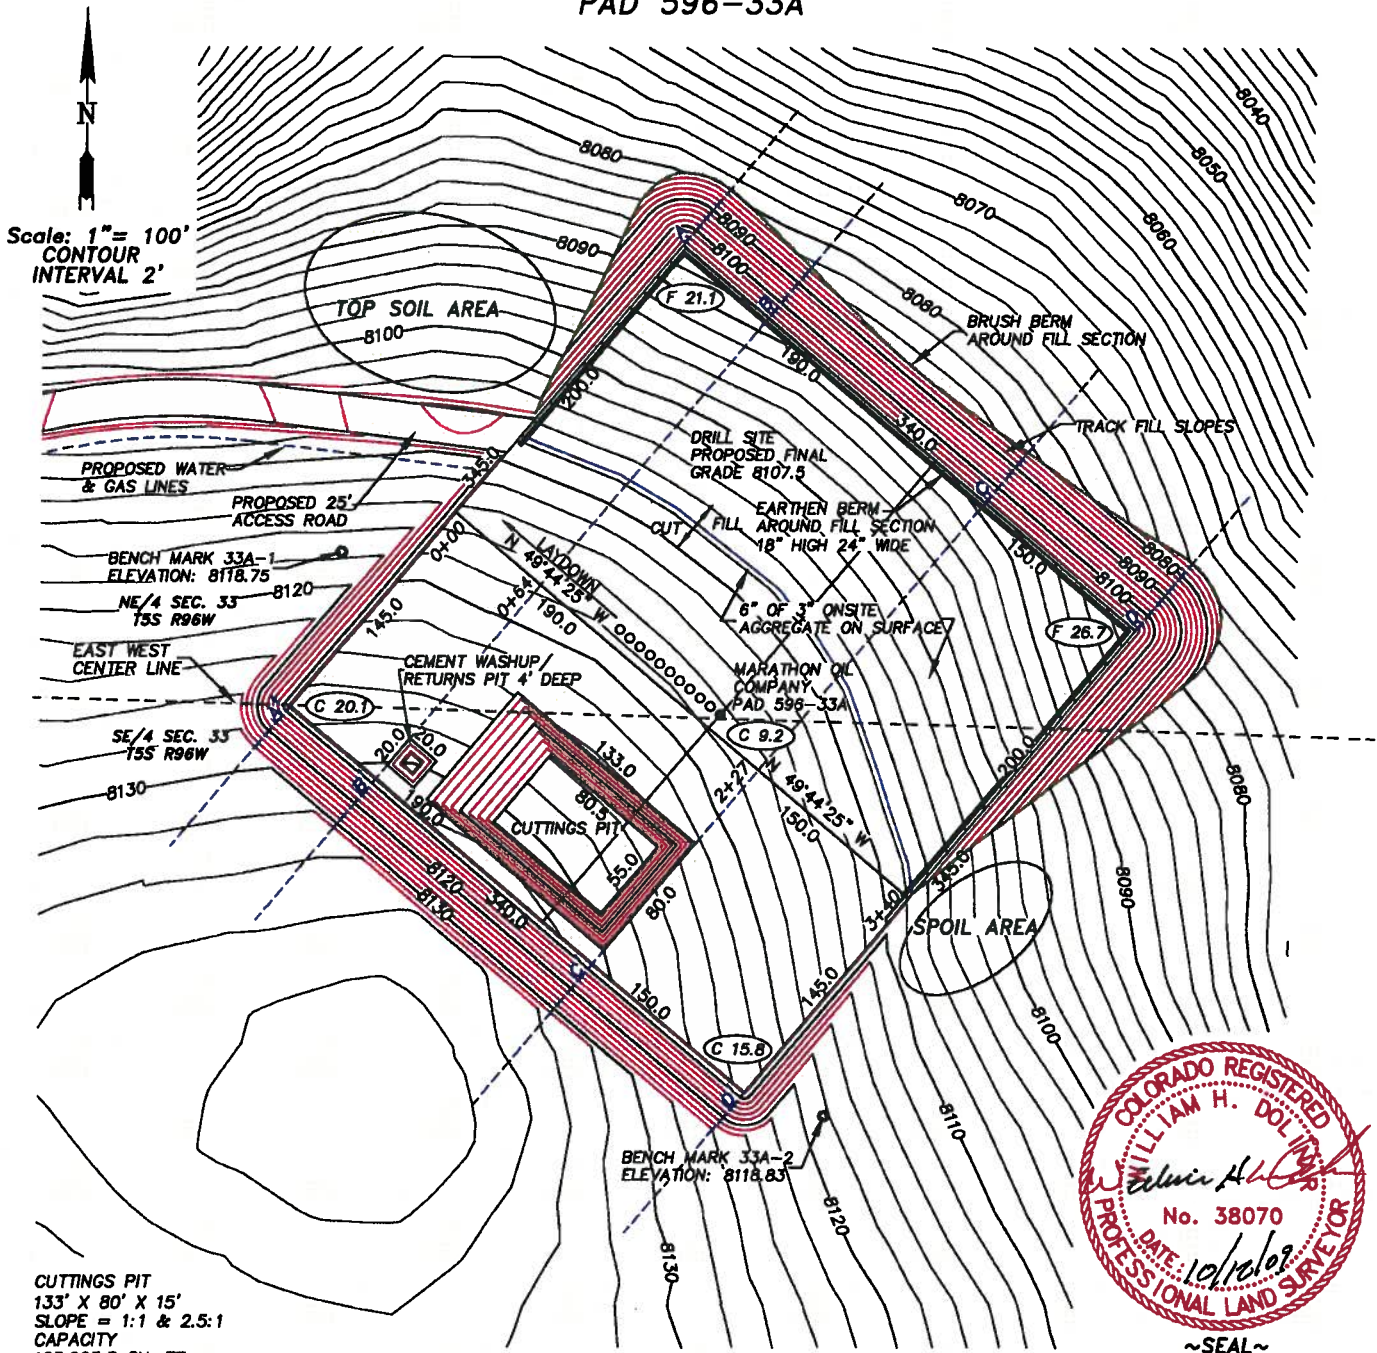 PAD 596-33A
N
Scale: 1"= 100'
CONTOUR
INTERVAL 2'
8040
8050
8060
8070
8080
8080
8090
8090
8100
A
B
F 21.1
TOP SOIL AREA
8100
BRUSH BERM
AROUND FILL SECTION
TRACK FILL SLOPES
190.0
340.0
200.0
345.0
DRILL SITE
PROPOSED FINAL
GRADE 8107.5
EARTHEN BERM
AROUND FILL SECTION
18" HIGH 24" WIDE
CUT
FILL
PROPOSED WATER
& GAS LINES
PROPOSED 25'
ACCESS ROAD
0+00
C
150.0
8080
8090
8100
D
F 26.7
BENCH MARK 33A-1
ELEVATION: 8118.75
8120
NE/4 SEC. 33
T5S R96W
EAST WEST
CENTER LINE
SE/4 SEC. 33
T5S R96W
8130
145.0
LAYDOWN
N 49°44'25" W
0+64
190.0
6" OF 3" ONSITE
AGGREGATE ON SURFACE
MARATHON OIL
COMPANY
PAD 596-33A
C 9.2
CEMENT WASHUP/
RETURNS PIT 4' DEEP
A'
C 20.1
B'
20.0
20.0
190.0
133.0
80.5
CUTTINGS PIT
55.0
80.0
2+27
N 49°44'25" W
150.0
200.0
8080
345.0
3+40
SPOIL AREA
8090
8120
8130
340.0
C'
150.0
145.0
C 15.8
D'
8100
8110
8120
8130
BENCH MARK 33A-2
ELEVATION: 8118.83
CUTTINGS PIT
133' X 80' X 15'
SLOPE = 1:1 & 2.5:1
CAPACITY
COLORADO REGISTERED
WILLIAM H. DOLINAR
No. 38070
DATE: 10/12/09
PROFESSIONAL LAND SURVEYOR
~SEAL~